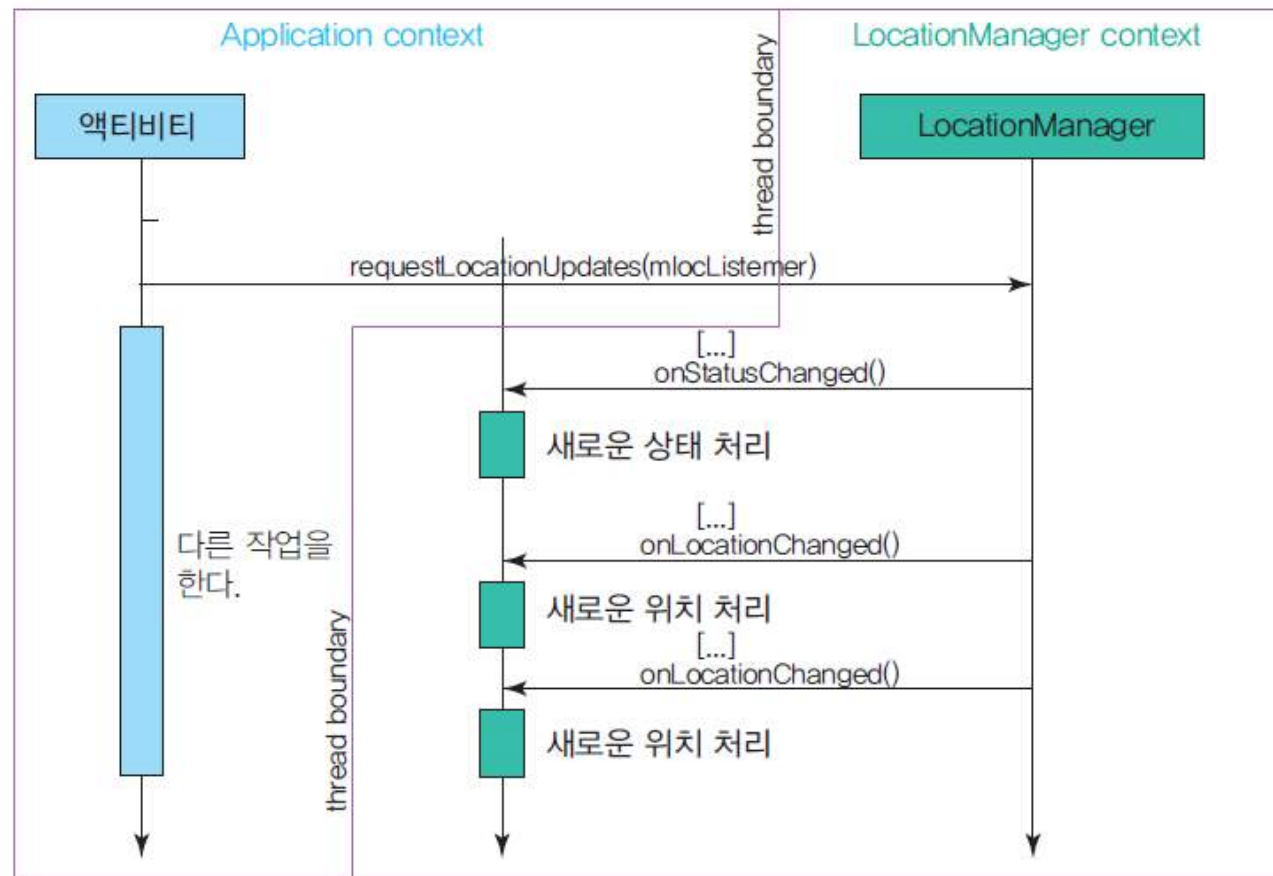 Application context
LocationManager context
액티비티
LocationManager
thread boundary
requestLocationUpdates(mlocListemer)
[...]
onStatusChanged()
새로운 상태 처리
[...]
onLocationChanged()
다른 작업을
한다.
새로운 위치 처리
[...]
onLocationChanged()
thread boundary
새로운 위치 처리